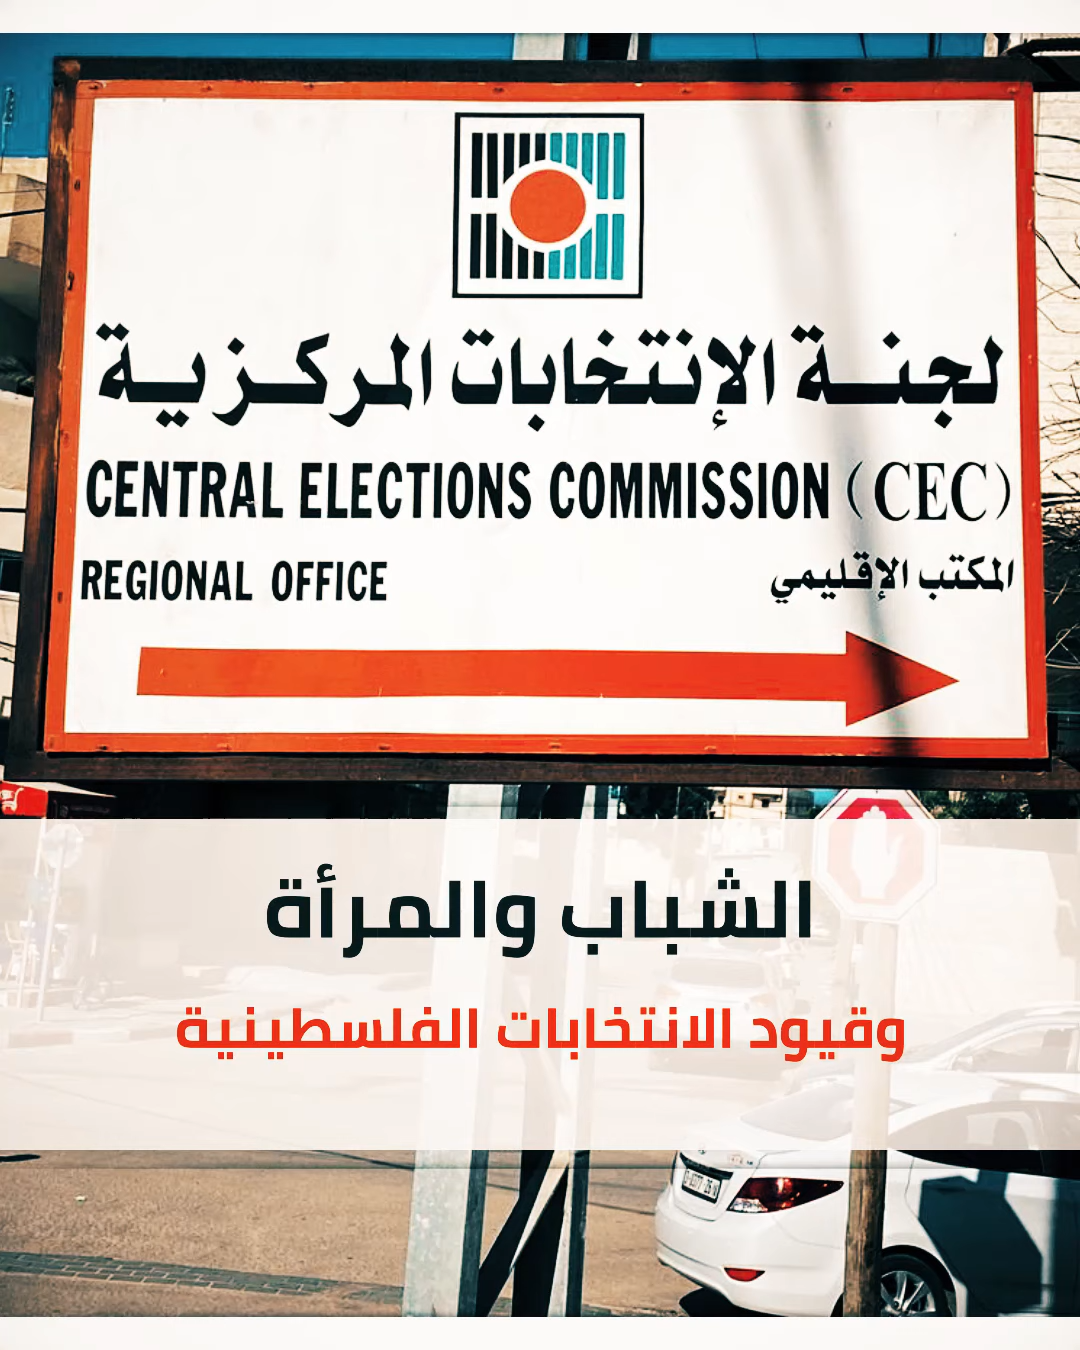 لجنة الإنتخابات المركزية
CENTRAL ELECTIONS COMMISSION (CEC)
REGIONAL OFFICE المكتب الإقليمي
الشباب والمرأة
وقيود الانتخابات الفلسطينية